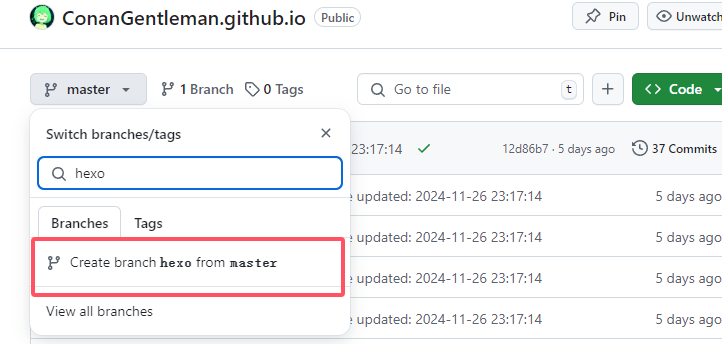 ConanGentleman.github.io Public Pin Unwatch
master 1 Branch 0 Tags Go to file t Code
Switch branches/tags
23:17:14 12d86b7 · 5 days ago 37 Commits
hexo
e updated: 2024-11-26 23:17:14 5 days ago
Branches Tags
e updated: 2024-11-26 23:17:14 5 days ago
Create branch hexo from master
e updated: 2024-11-26 23:17:14 5 days ago
View all branches
e updated: 2024-11-26 23:17:14 5 days ago